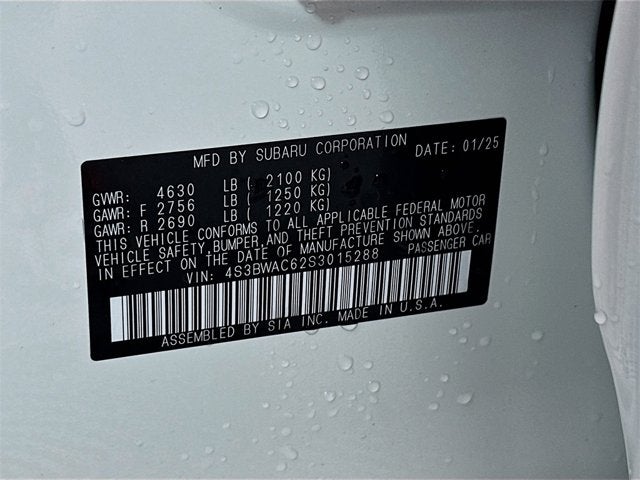 MFD BY SUBARU CORPORATION DATE: 01/25
GVWR: 4630 LB ( 2100 KG)
GAWR: F 2756 LB ( 1250 KG)
GAWR: R 2690 LB ( 1220 KG)
THIS VEHICLE CONFORMS TO ALL APPLICABLE FEDERAL MOTOR
VEHICLE SAFETY, BUMPER, AND THEFT PREVENTION STANDARDS
IN EFFECT ON THE DATE OF MANUFACTURE SHOWN ABOVE.
VIN: 4S3BWAC62S3015288 PASSENGER CAR
ASSEMBLED BY SIA INC. MADE IN U.S.A.